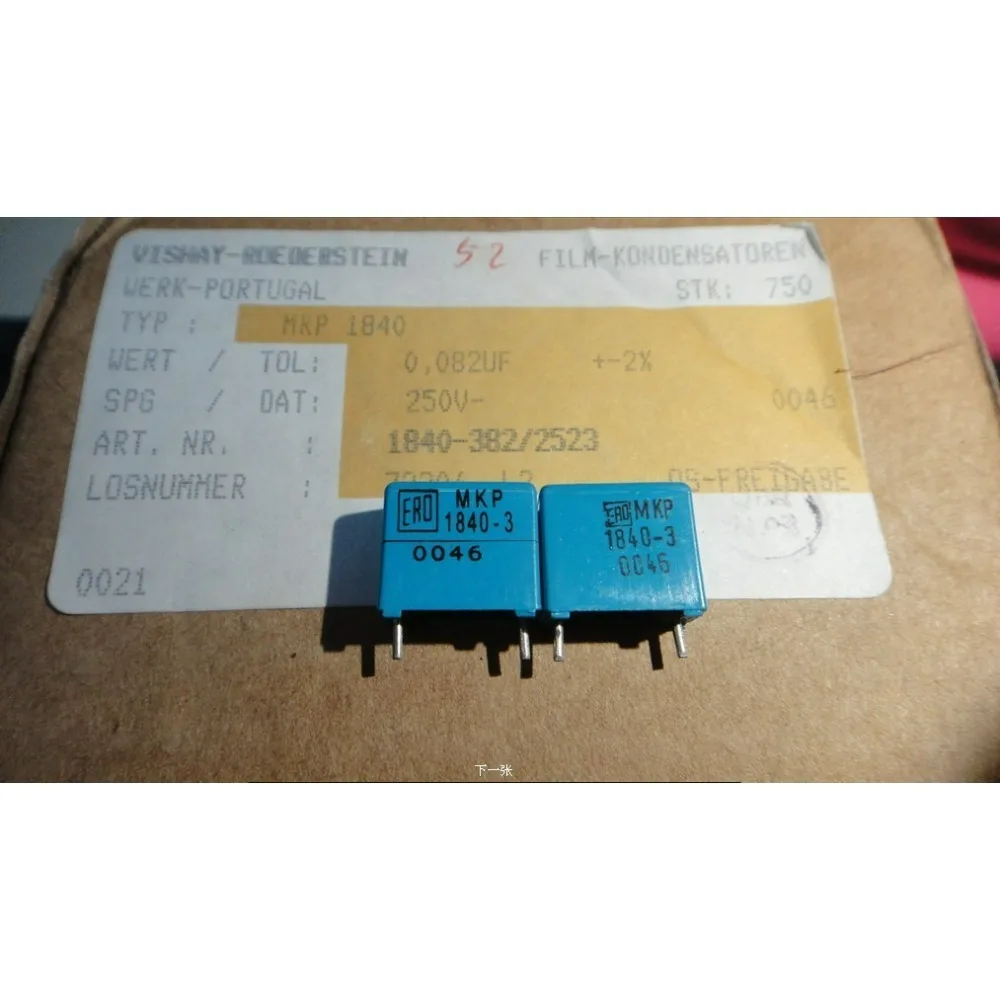 VISHAY-ROEDERSTEIN 52 FILM-KONDENSATOREN
WERK-PORTUGAL STK: 750
TYP : MKP 1840
WERT / TOL: 0,082UF +-2%
SPG / DAT: 250V- 0046
ART. NR. : 1840-382/2523
LOSNUMMER : QS-FREIGABE
0021
ERO MKP
1840-3
0046
ERO MKP
1840-3
0046
下一张